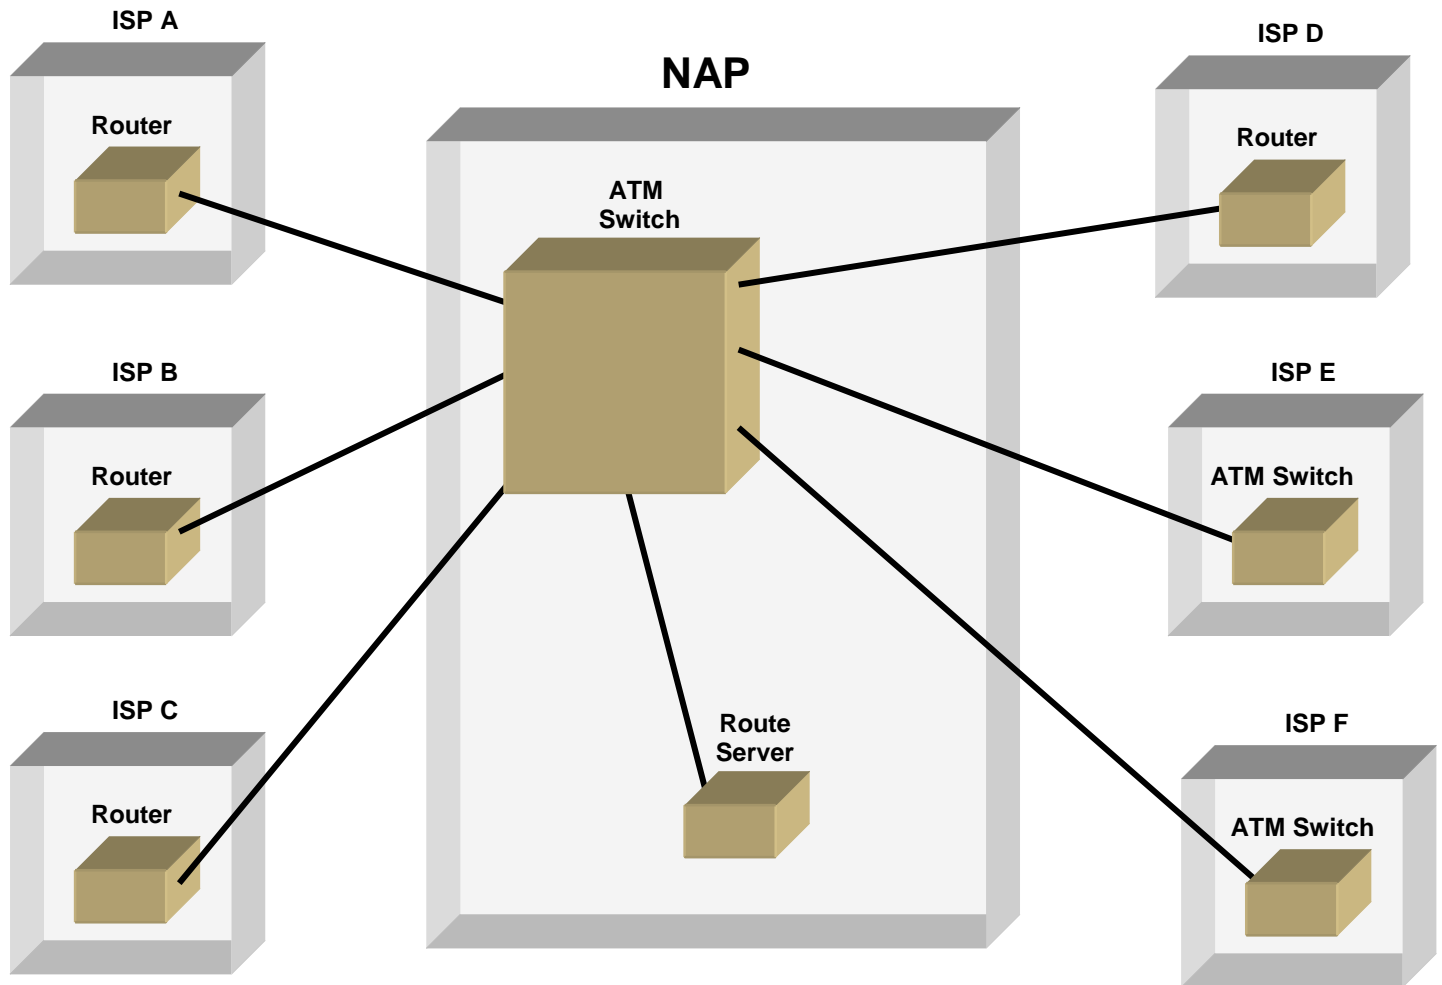 ISP A
Router
ISP B
Router
ISP C
Router
NAP
ATM
Switch
Route
Server
ISP D
Router
ISP E
ATM Switch
ISP F
ATM Switch